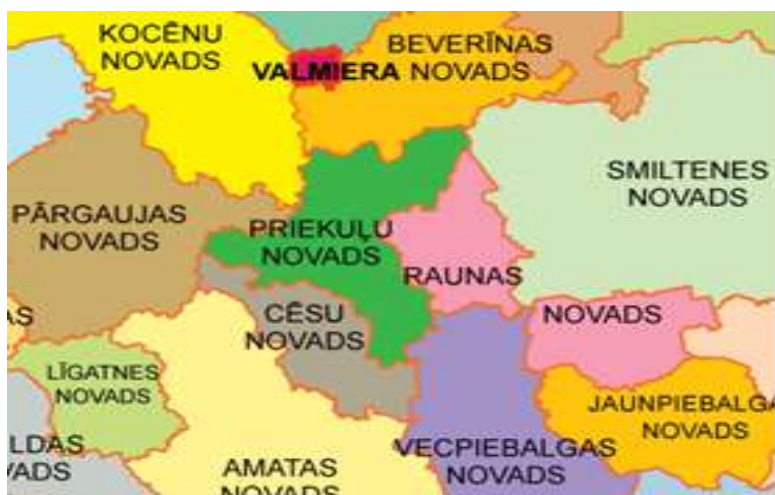 KOCĒNU
NOVADS
BEVERĪNAS
NOVADS
VALMIERA
SMILTENES
NOVADS
PĀRGAUJAS
NOVADS
PRIEKUĻU
NOVADS
RAUNAS
NOVADS
CĒSU
NOVADS
AS
LĪGATNES
NOVADS
JAUNPIEBALGA
NOVADS
LDAS
VADS
VECPIEBALGAS
NOVADS
AMATAS
NOVADS